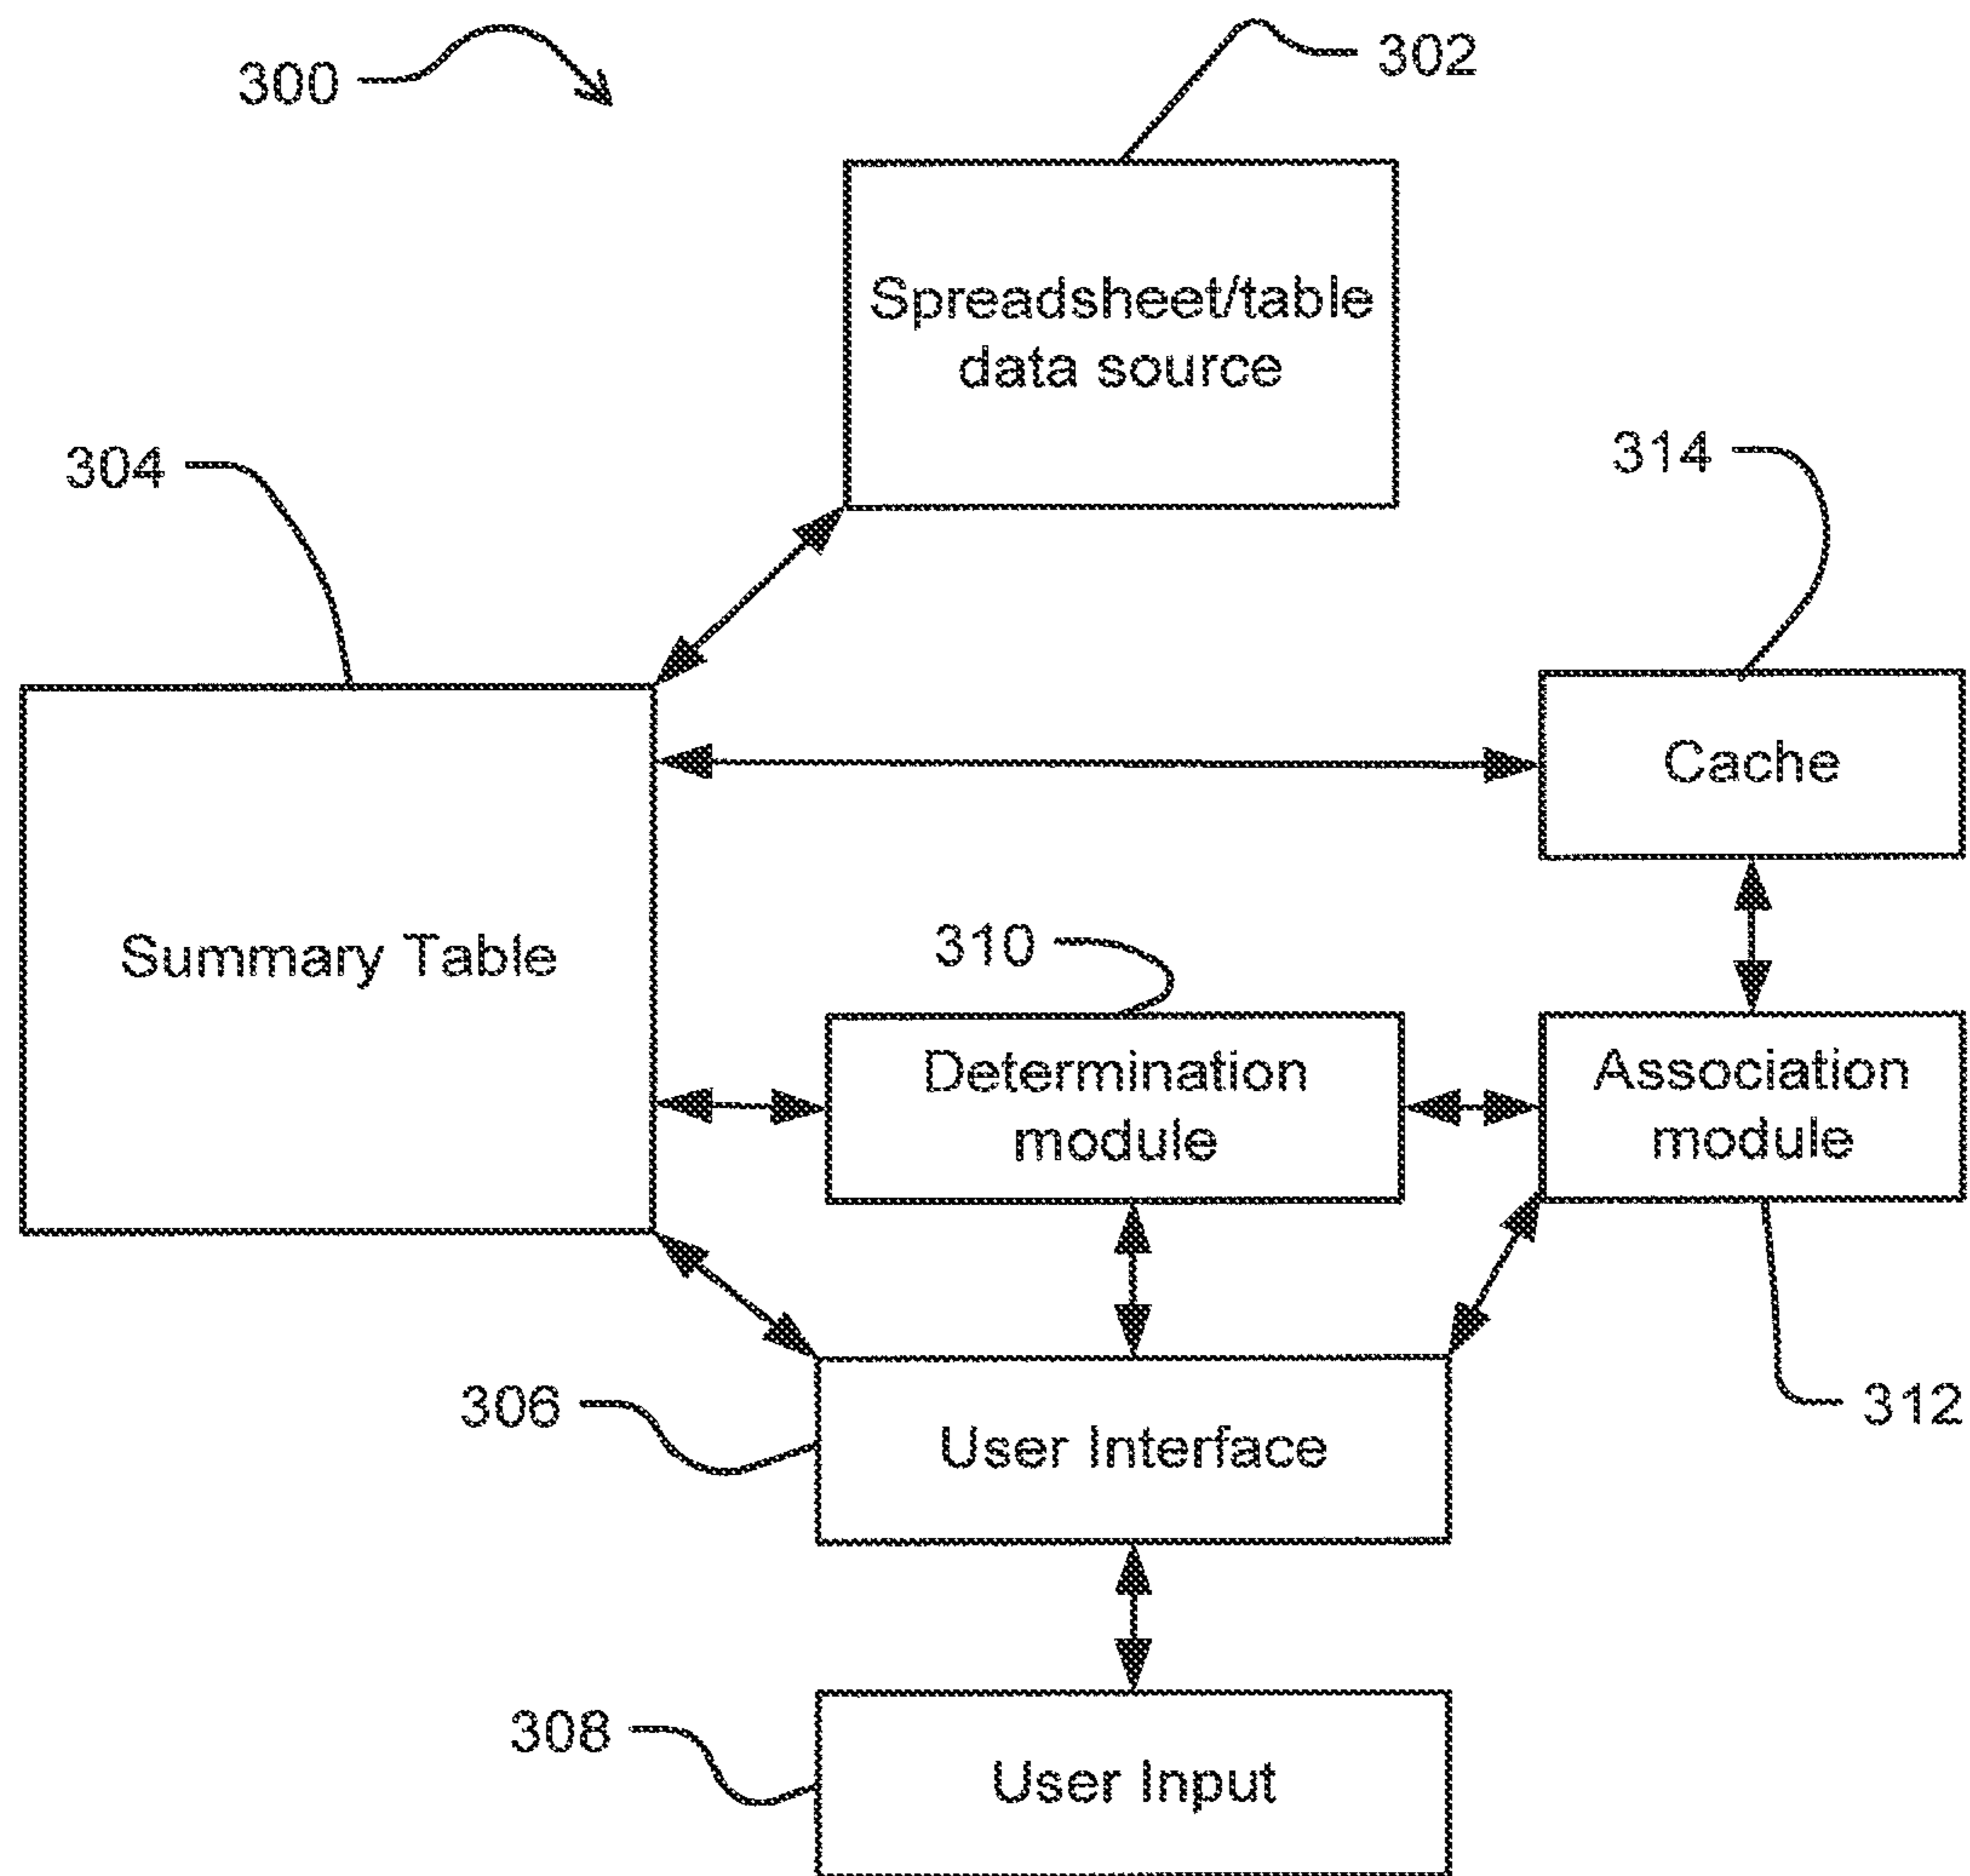 300
302
Spreadsheet/table
data source
304
314
Cache
Summary Table
310
Determination
module
Association
module
306
User Interface
312
308
User Input